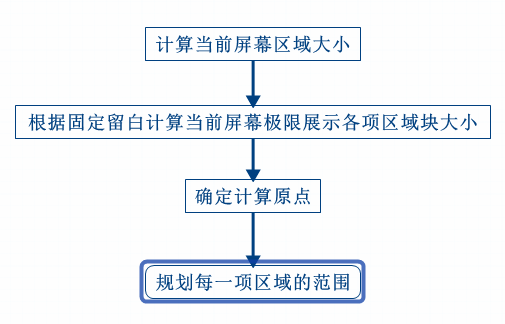 计算当前屏幕区域大小
根据固定留白计算当前屏幕极限展示各项区域块大小
确定计算原点
规划每一项区域的范围